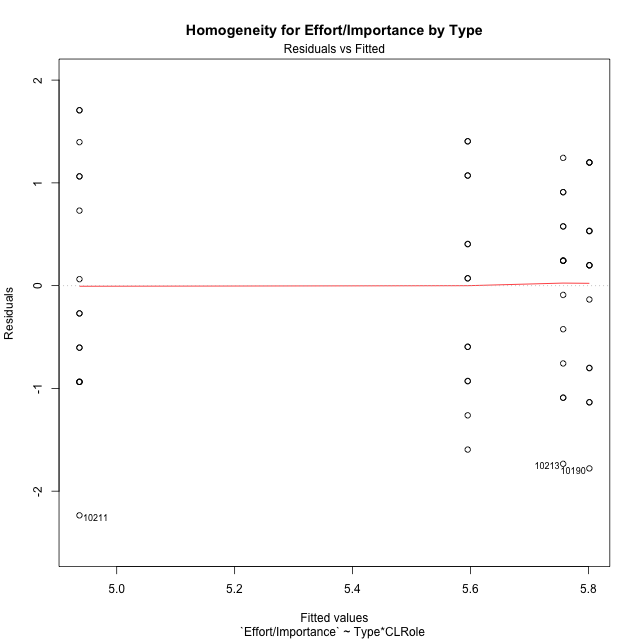 Homogeneity for Effort/Importance by Type
Residuals vs Fitted
2
1
0
-1
-2
Residuals
10213
10190
10211
5.0 5.2 5.4 5.6 5.8
Fitted values
`Effort/Importance` ~ Type*CLRole